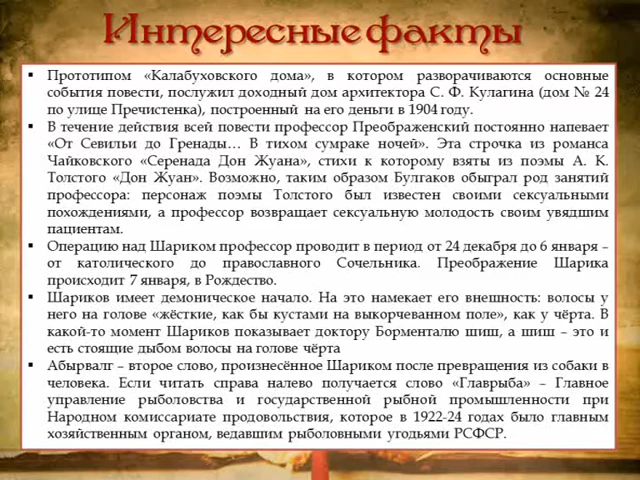 Интересные факты
▪ Прототипом «Калабуховского дома», в котором разворачиваются основные
события повести, послужил доходный дом архитектора С. Ф. Кулагина (дом № 24
по улице Пречистенка), построенный на его деньги в 1904 году.
▪ В течение действия всей повести профессор Преображенский постоянно напевает
«От Севильи до Гренады… В тихом сумраке ночей». Эта строчка из романса
Чайковского «Серенада Дон Жуана», стихи к которому взяты из поэмы А. К.
Толстого «Дон Жуан». Возможно, таким образом Булгаков обыграл род занятий
профессора: персонаж поэмы Толстого был известен своими сексуальными
похождениями, а профессор возвращает сексуальную молодость своим увядшим
пациентам.
▪ Операцию над Шариком профессор проводит в период от 24 декабря до 6 января –
от католического до православного Сочельника. Преображение Шарика
происходит 7 января, в Рождество.
▪ Шариков имеет демоническое начало. На это намекает его внешность: волосы у
него на голове «жёсткие, как бы кустами на выкорчеванном поле», как у чёрта. В
какой-то момент Шариков показывает доктору Борменталю шиш, а шиш – это и
есть стоящие дыбом волосы на голове чёрта
▪ Абырвалг – второе слово, произнесённое Шариком после превращения из собаки в
человека. Если читать справа налево получается слово «Главрыба» – Главное
управление рыболовства и государственной рыбной промышленности при
Народном комиссариате продовольствия, которое в 1922-24 годах было главным
хозяйственным органом, ведавшим рыболовными угодьями РСФСР.